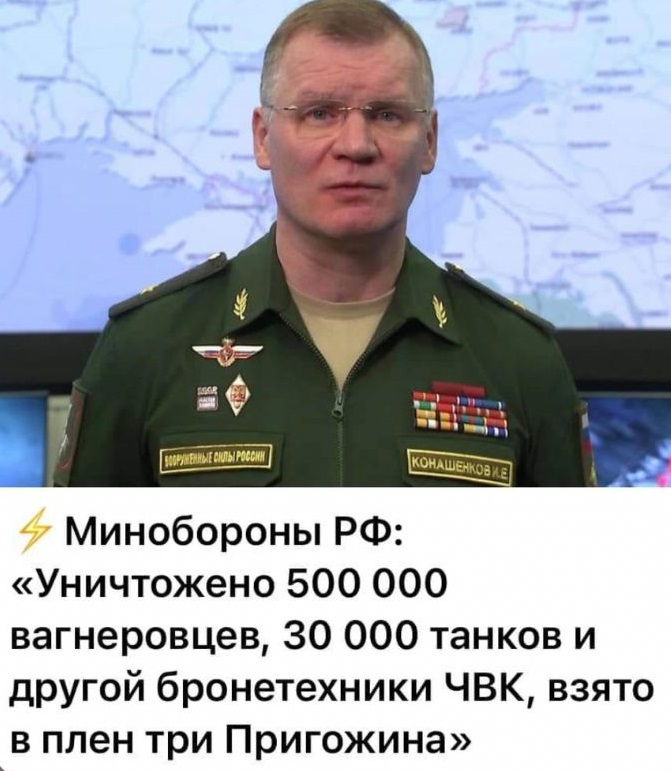 ВООРУЖЕННЫЕ СИЛЫ РОССИИ
КОНАШЕНКОВ И.Е
⚡ Минобороны РФ:
«Уничтожено 500 000
вагнеровцев, 30 000 танков и
другой бронетехники ЧВК, взято
в плен три Пригожина»